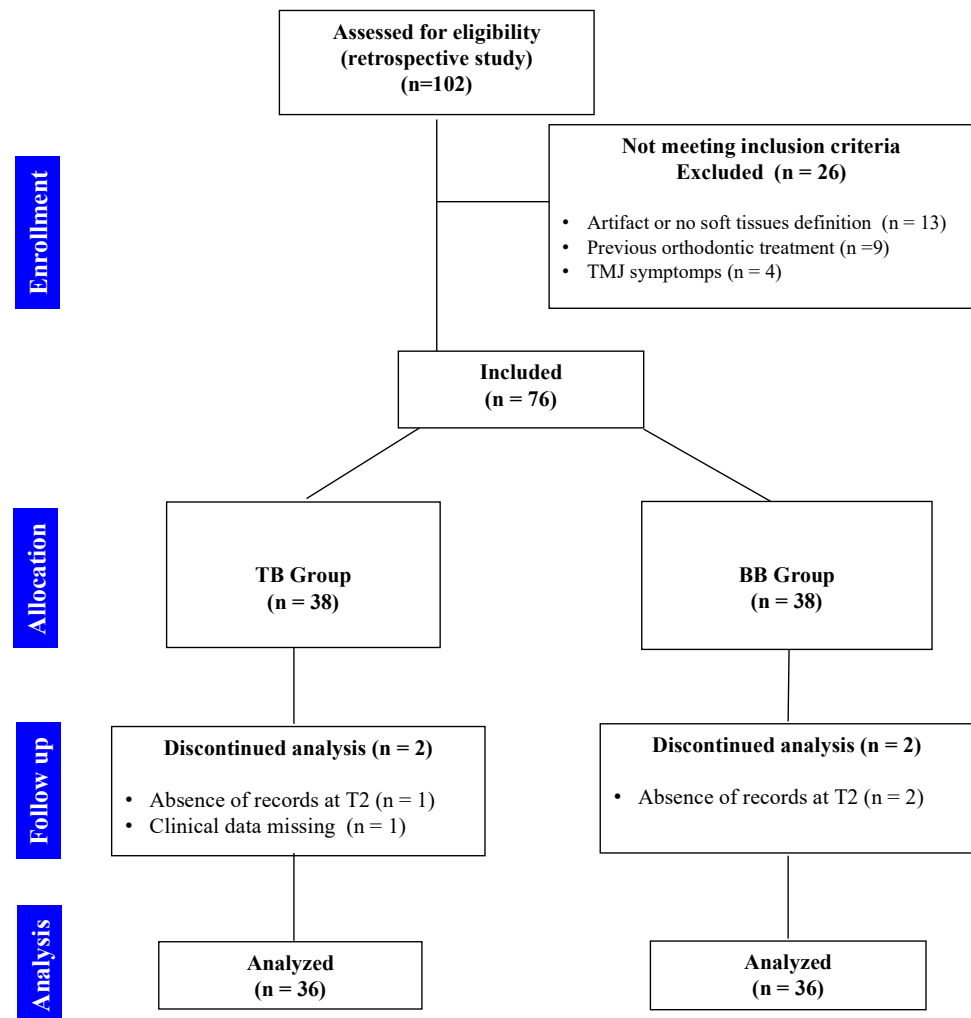 Assessed for eligibility
(retrospective study)
(n=102)
Enrollment
Not meeting inclusion criteria
Excluded (n = 26)
• Artifact or no soft tissues definition (n = 13)
• Previous orthodontic treatment (n =9)
• TMJ symptomps (n = 4)
Included
(n = 76)
Allocation
TB Group
(n = 38)
BB Group
(n = 38)
Follow up
Discontinued analysis (n = 2)
• Absence of records at T2 (n = 1)
• Clinical data missing (n = 1)
Discontinued analysis (n = 2)
• Absence of records at T2 (n = 2)
Analysis
Analyzed
(n = 36)
Analyzed
(n = 36)